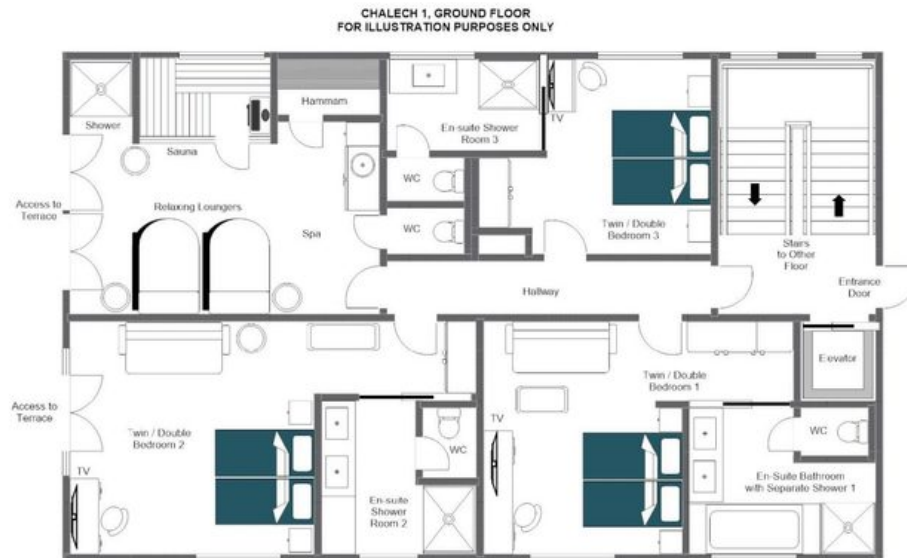 CHALECH 1, GROUND FLOOR
FOR ILLUSTRATION PURPOSES ONLY
Shower
Sauna
Hammam
En-suite Shower
Room 3
TV
WC
Access to
Terrace
Relaxing Loungers
Spa
WC
Twin / Double
Bedroom 3
Stairs
to Other
Floor
Hallway
Entrance
Door
Elevator
Access to
Terrace
Twin / Double
Bedroom 2
TV
WC
En-suite
Shower
Room 2
Twin / Double
Bedroom 1
TV
WC
En-Suite Bathroom
with Separate Shower 1